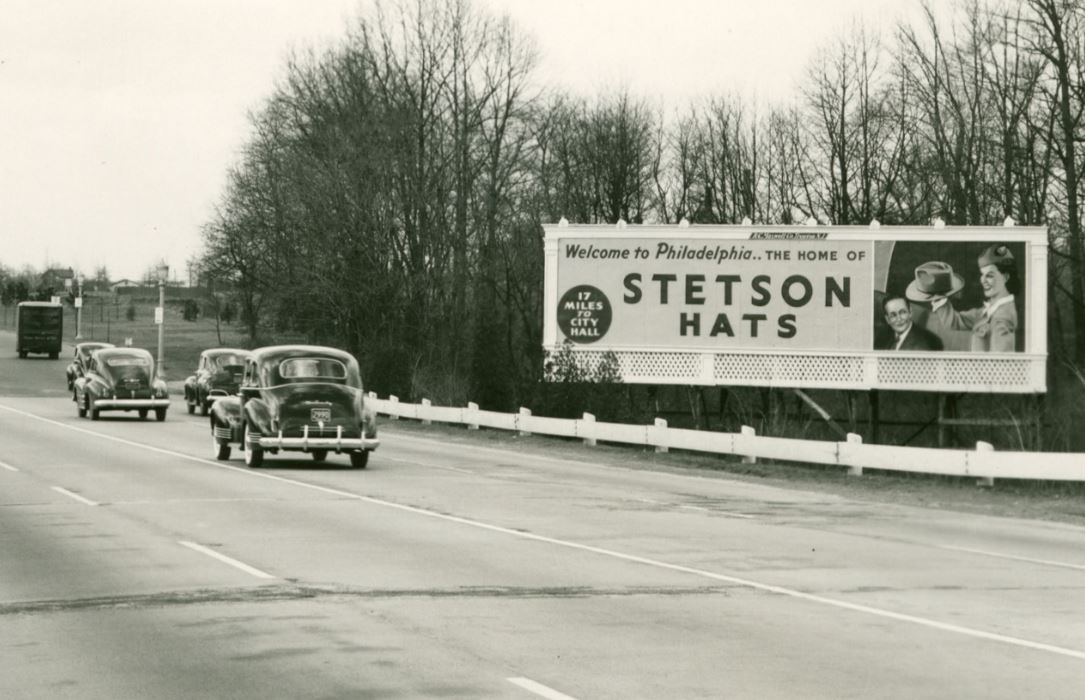 Welcome to Philadelphia.. THE HOME OF
STETSON
HATS
17
MILES
TO
CITY
HALL